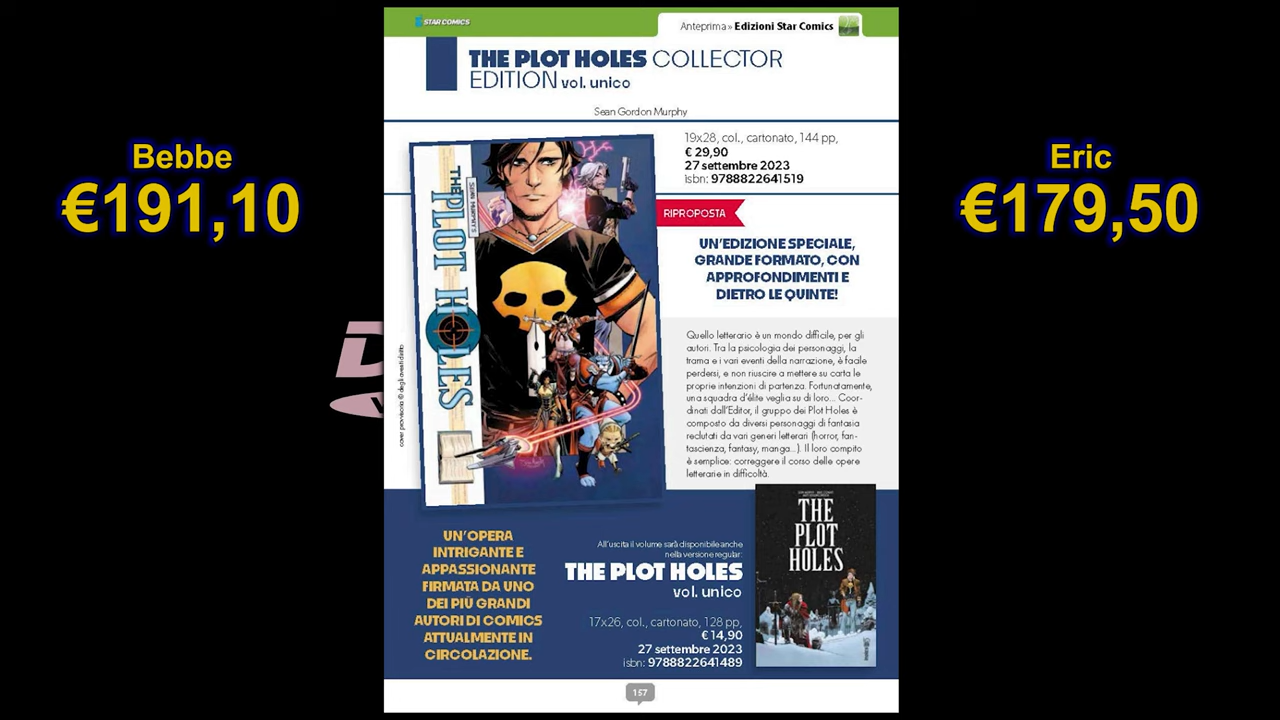 STAR COMICS
Anteprima » Edizioni Star Comics
THE PLOT HOLES COLLECTOR
EDITION vol. unico
Sean Gordon Murphy
Bebbe
€191,10
Eric
€179,50
19x28, col., cartonato, 144 pp,
€ 29,90
27 settembre 2023
isbn: 9788822641519
RIPROPOSTA
UN'EDIZIONE SPECIALE,
GRANDE FORMATO, CON
APPROFONDIMENTI E
DIETRO LE QUINTE!
THE PLOT HOLES
SEAN MURPHY'S
cover provvisoria © degli aventi diritto
Quello letterario è un mondo difficile, per gli
autori. Tra la psicologia dei personaggi, la
trama e i vari eventi della narrazione, è facile
perdersi, e non riuscire a mettere su carta le
proprie intenzioni di partenza. Fortunatamente,
una squadra d'élite veglia su di loro... Coor-
dinati dall'Editor, il gruppo dei Plot Holes è
composto da diversi personaggi di fantasia
reclutati da vari generi letterari (horror, fan-
tascienza, fantasy, manga...). Il loro compito
è semplice: correggere il corso delle opere
letterarie in difficoltà.
UN'OPERA
INTRIGANTE E
APPASSIONANTE
FIRMATA DA UNO
DEI PIÙ GRANDI
AUTORI DI COMICS
ATTUALMENTE IN
CIRCOLAZIONE.
All'uscita il volume sarà disponibile anche
nella versione regular:
THE PLOT HOLES
vol. unico
17x26, col., cartonato, 128 pp,
€ 14,90
27 settembre 2023
isbn: 9788822641489
THE
PLOT
HOLES
157